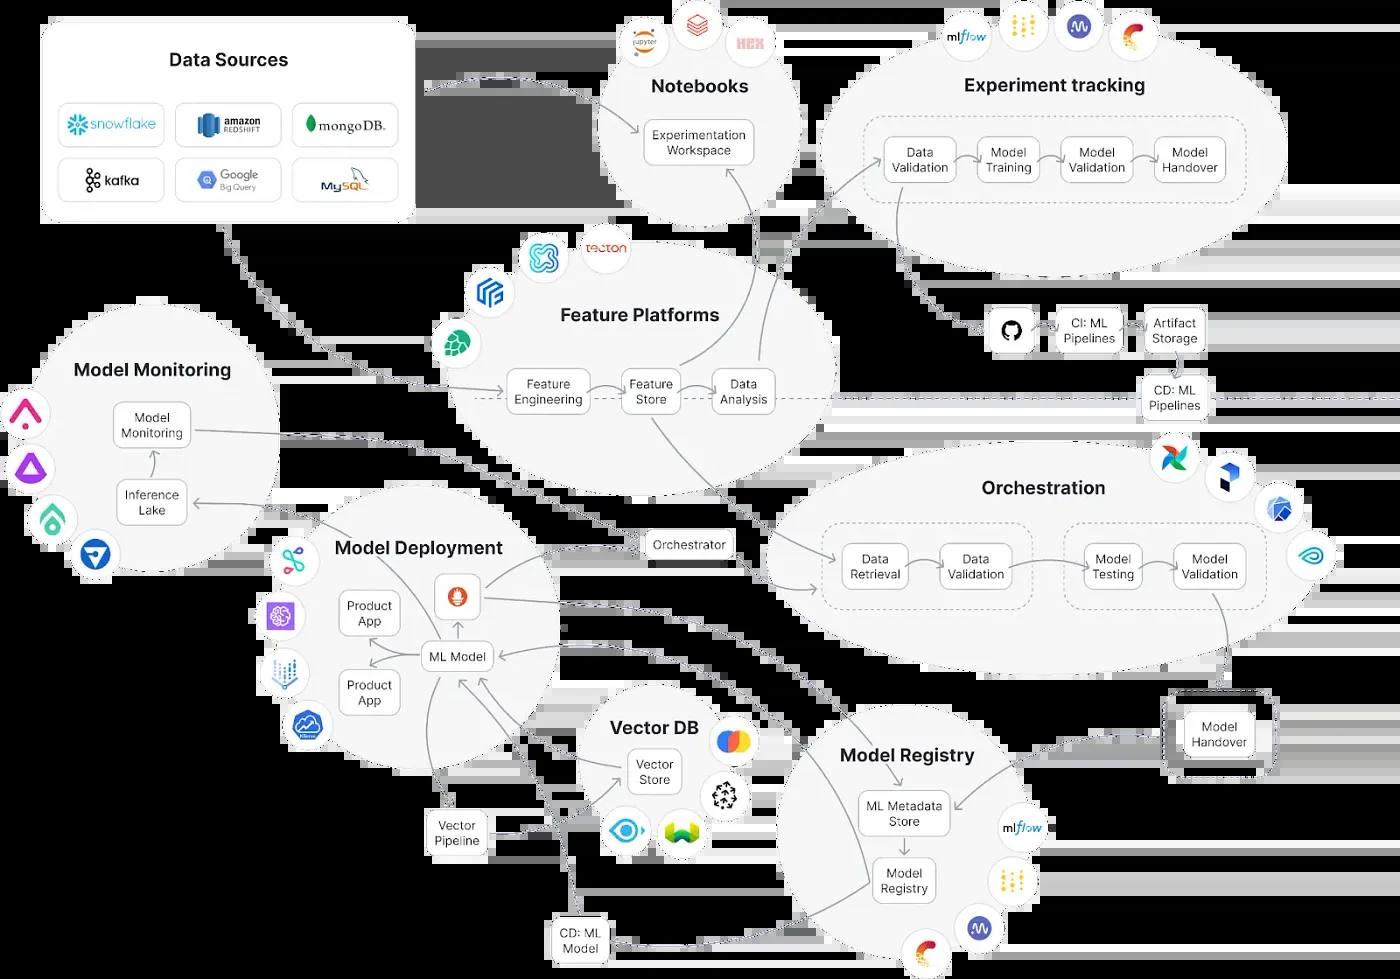 Data Sources
snowflake
amazon
REDSHIFT
mongoDB.
kafka
Google
Big Query
MySQL
jupyter
HEX
Notebooks
Experimentation
Workspace
mlflow
Experiment tracking
Data
Validation
Model
Training
Model
Validation
Model
Handover
CI: ML
Pipelines
Artifact
Storage
CD: ML
Pipelines
tecton
Feature Platforms
Feature
Engineering
Feature
Store
Data
Analysis
Model Monitoring
Model
Monitoring
Inference
Lake
Orchestrator
Orchestration
Data
Retrieval
Data
Validation
Model
Testing
Model
Validation
Model
Handover
Model Deployment
Product
App
ML Model
Product
App
Vector
Pipeline
Vector DB
Vector
Store
CD: ML
Model
Model Registry
ML Metadata
Store
Model
Registry
mlflow